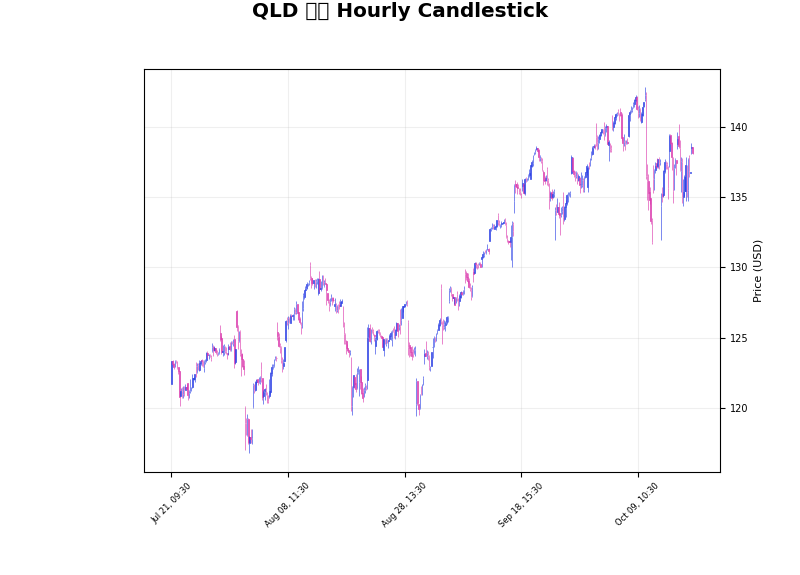 QLD Hourly Candlestick
140
135
130
125
120
Price (USD)
Jul 21, 09:30
Aug 08, 11:30
Aug 28, 13:30
Sep 18, 15:30
Oct 09, 10:30